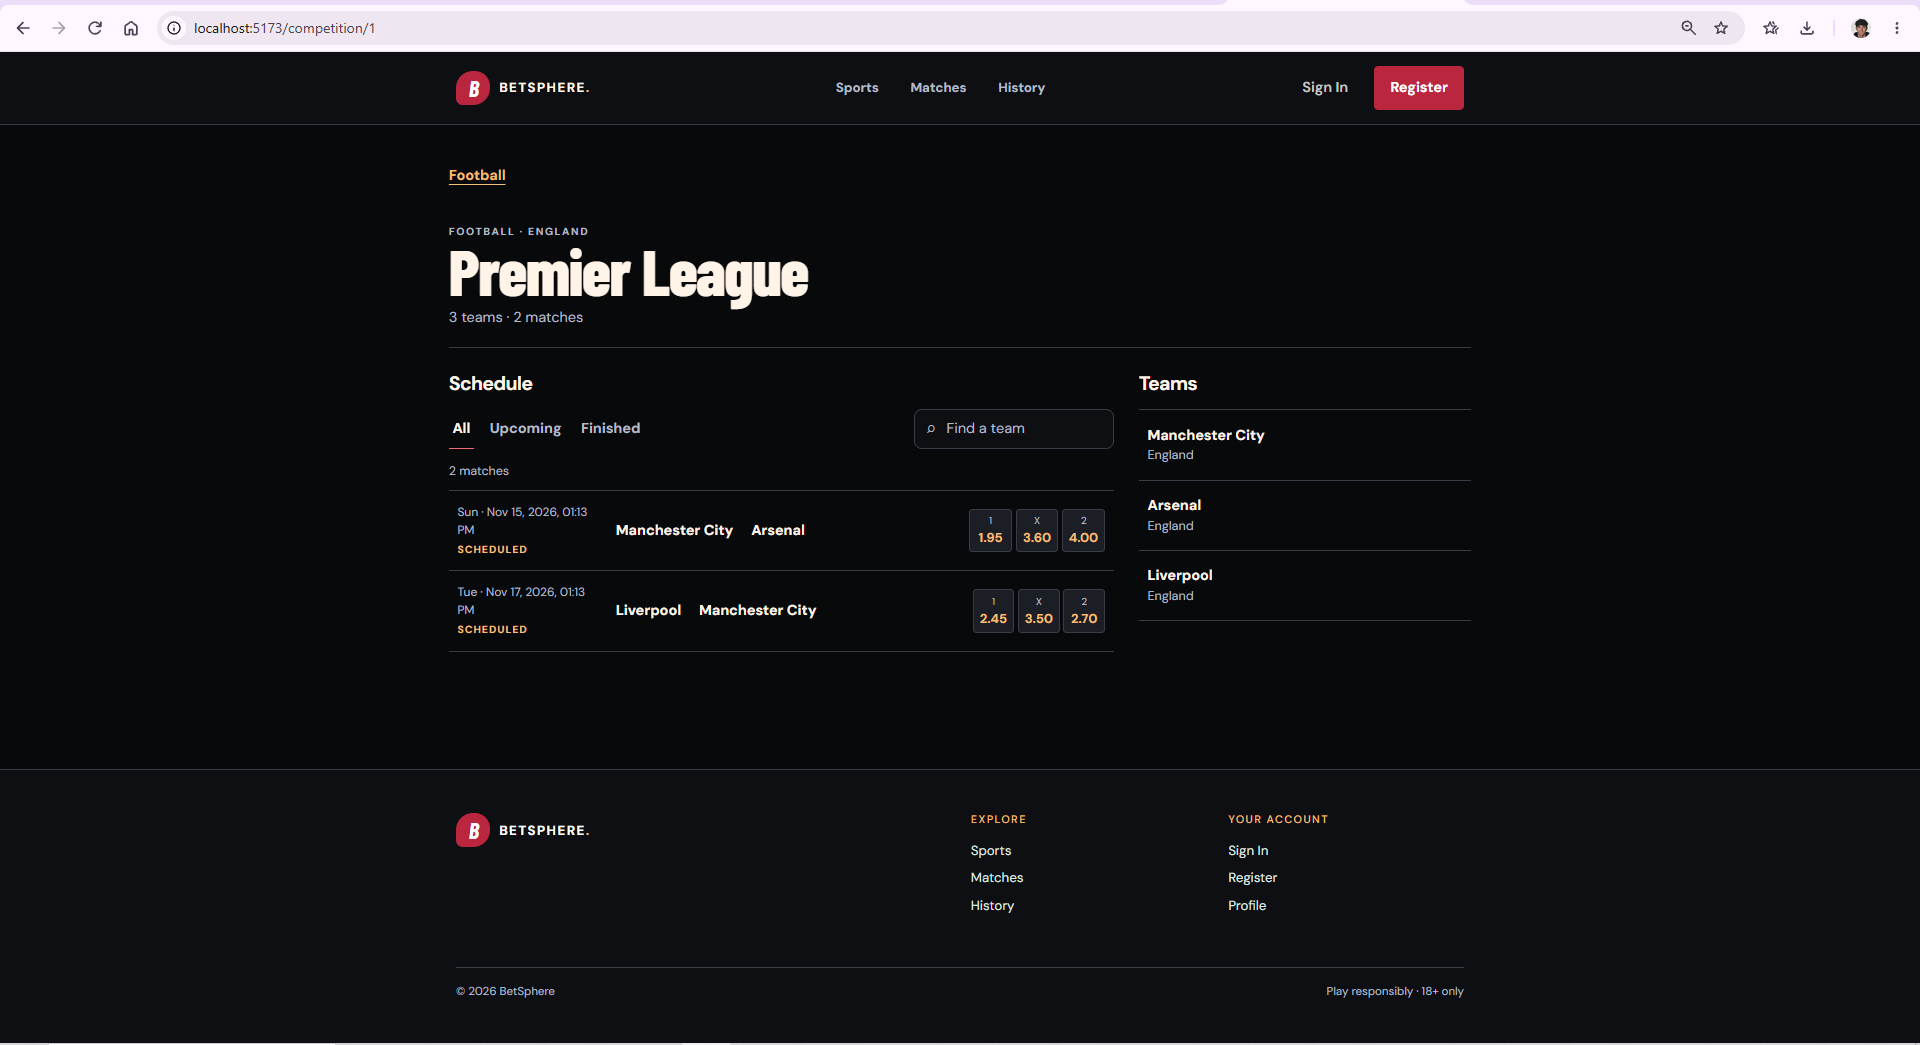 localhost:5173/competition/1
B BETSPHERE.
Sports Matches History
Sign In Register
Football
FOOTBALL · ENGLAND
Premier League
3 teams · 2 matches
Schedule
All Upcoming Finished
Find a team
2 matches
Sun · Nov 15, 2026, 01:13
PM
SCHEDULED
Manchester City Arsenal
1 X 2
1.95 3.60 4.00
Tue · Nov 17, 2026, 01:13
PM
SCHEDULED
Liverpool Manchester City
1 X 2
2.45 3.50 2.70
Teams
Manchester City
England
Arsenal
England
Liverpool
England
B BETSPHERE.
EXPLORE
Sports
Matches
History
YOUR ACCOUNT
Sign In
Register
Profile
© 2026 BetSphere
Play responsibly · 18+ only